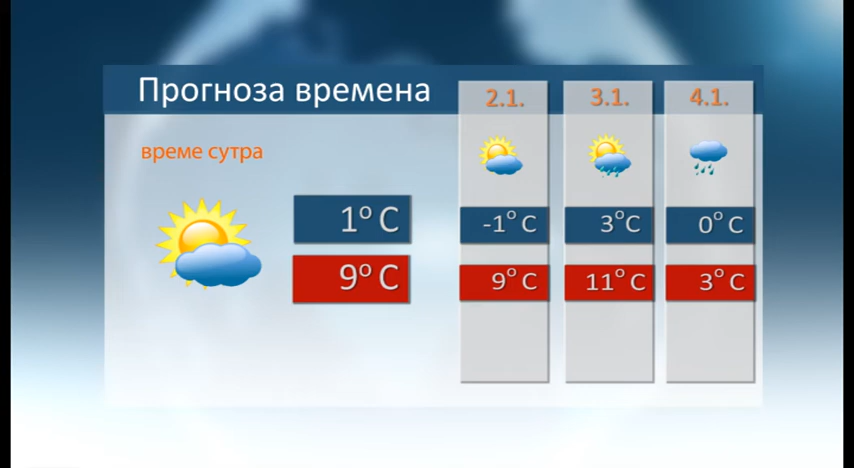 Прогноза времена
време сутра
1° C
9° C
2.1.
-1° C
9° C
3.1.
3°C
11° C
4.1.
0° C
3° C